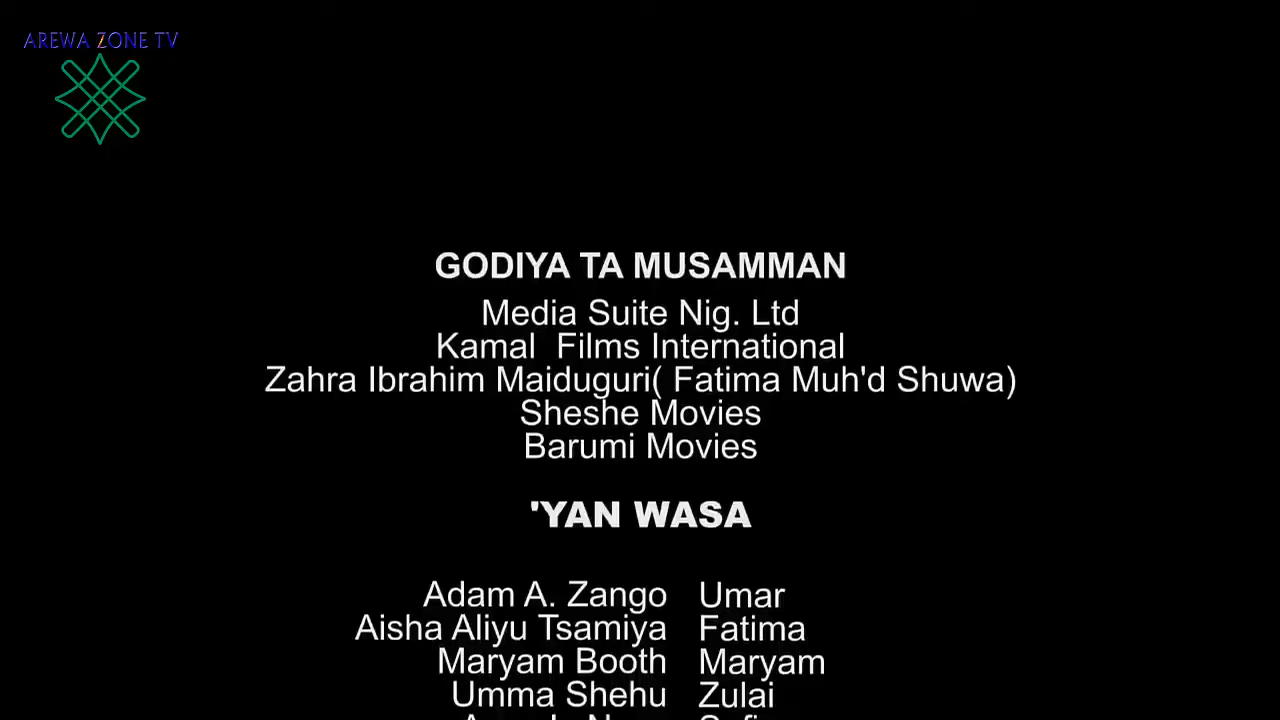 AREWA ZONE TV
GODIYA TA MUSAMMAN
Media Suite Nig. Ltd
Kamal  Films International
Zahra Ibrahim Maiduguri( Fatima Muh'd Shuwa)
Sheshe Movies
Barumi Movies
'YAN WASA
Adam A. Zango Umar
Aisha Aliyu Tsamiya Fatima
Maryam Booth Maryam
Umma Shehu Zulai